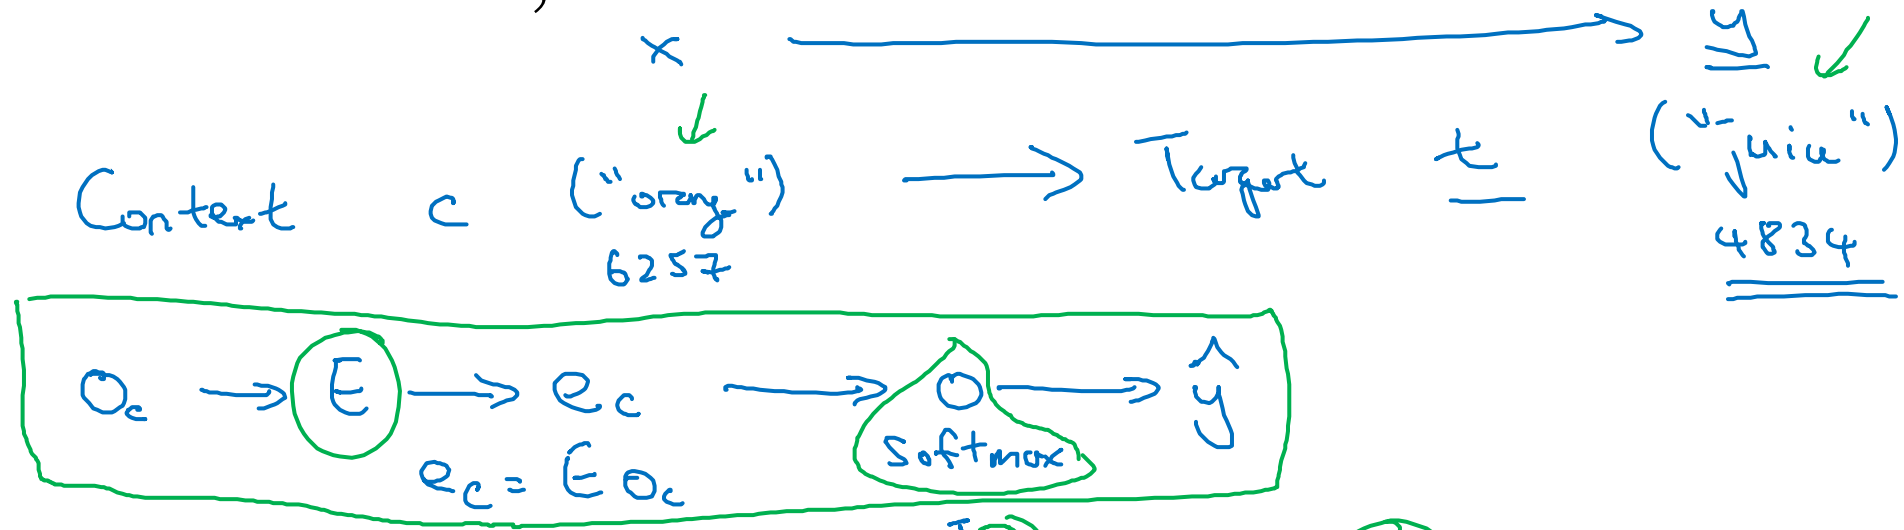 x → y
Context c ("orange") → Target t ("juice")
6257 4834
O_c → E → e_c → O → ŷ
softmax
e_c = E O_c